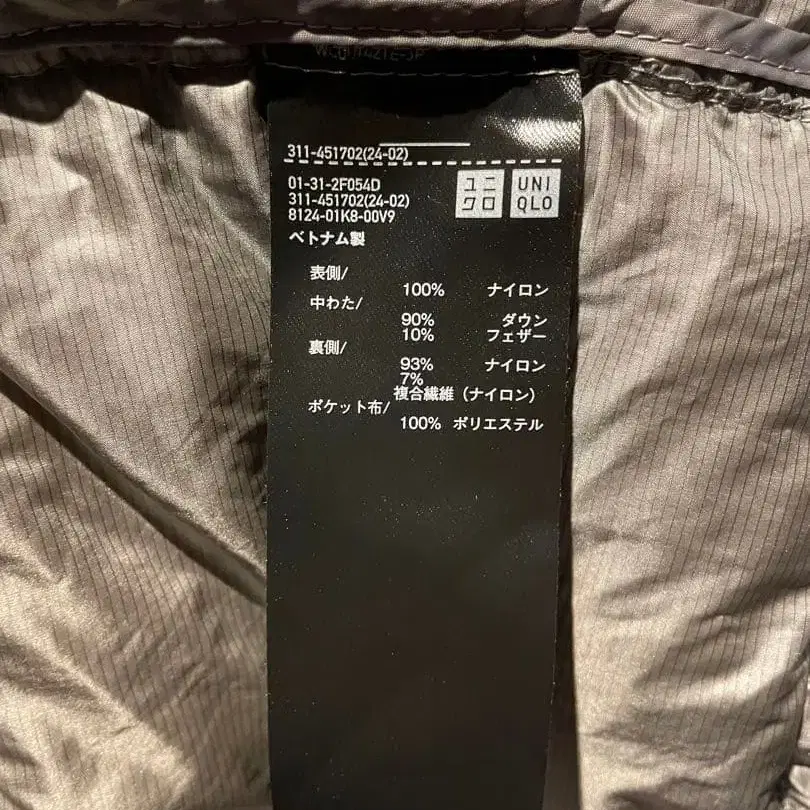 311-451702(24-02)
01-31-2F054D
311-451702(24-02)
8124-01K8-00V9
ユニ
クロ
UNI
QLO
ベトナム製
表側/
100% ナイロン
中わた/
90% ダウン
10% フェザー
裏側/
93% ナイロン
7%
複合繊維（ナイロン）
ポケット布/
100% ポリエステル